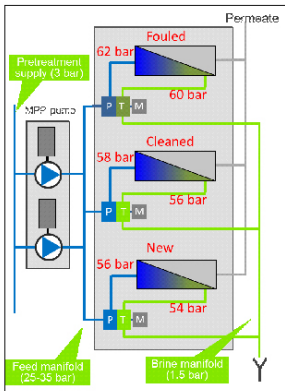 Permeate
Fouled
62 bar
Pretreatment
supply (3 bar)
60 bar
MPP pump
P T M
Cleaned
58 bar
56 bar
P T M
New
56 bar
54 bar
P T M
Feed manifold
(25-35 bar)
Brine manifold
(1.5 bar)